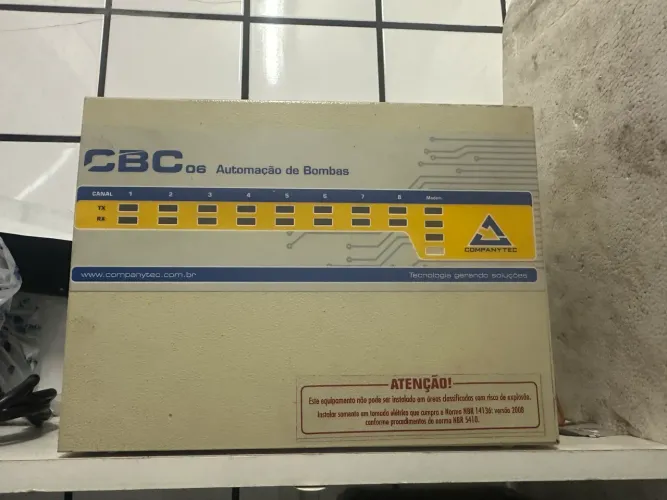 CBC 06 Automação de Bombas
CANAL 1 2 3 4 5 6 7 8 Modem
TX
RX
COMPANYTEC
www.companytec.com.br Tecnologia gerando soluções
ATENÇÃO!
Este equipamento não pode ser instalado em áreas classificadas com risco de explosão.
Instalar somente em tomada elétrica que cumpra a Norma NBR 14136: versão 2008
conforme procedimentos da norma NBR 5410.